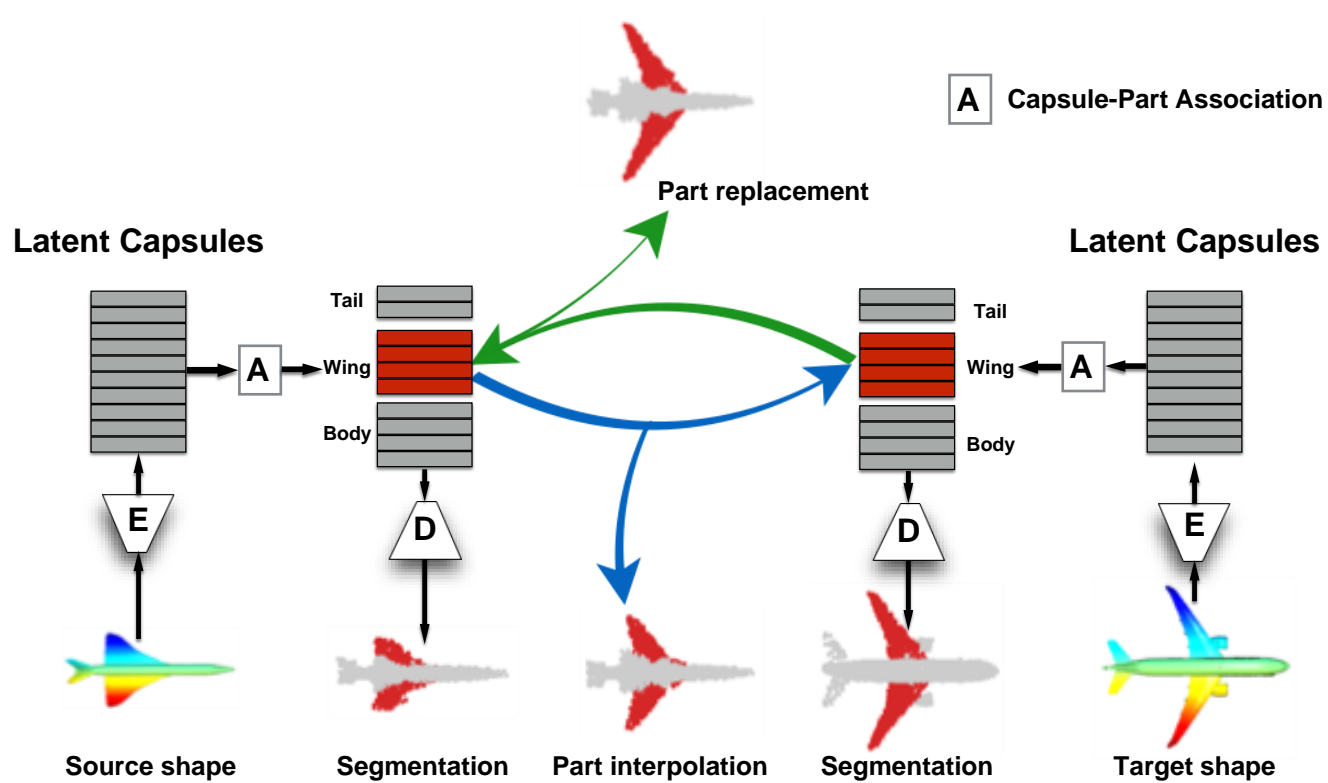 A Capsule-Part Association
Part replacement
Latent Capsules
Latent Capsules
Tail
Tail
A
Wing
Wing
A
Body
Body
E
D
D
E
Source shape
Segmentation
Part interpolation
Segmentation
Target shape